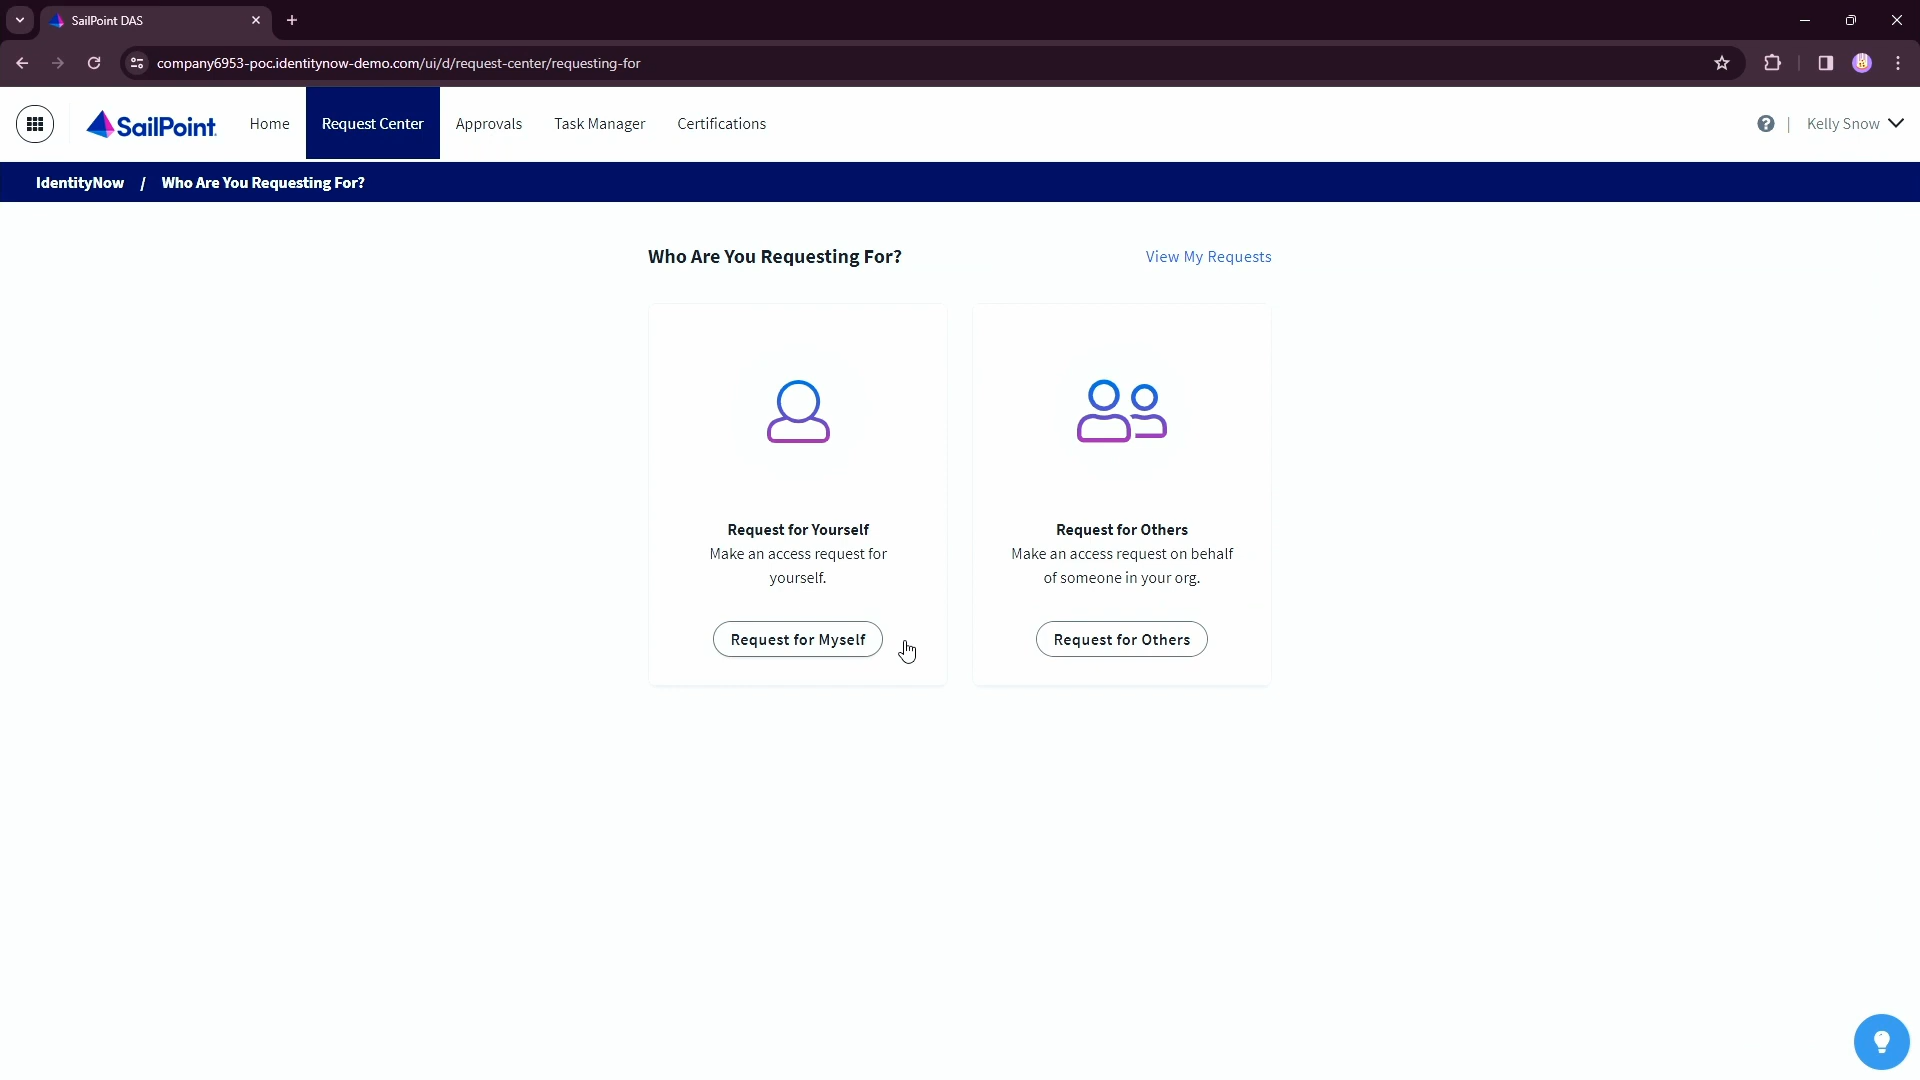 SailPoint DAS
company6953-poc.identitynow-demo.com/ui/d/request-center/requesting-for
SailPoint
Home
Request Center
Approvals
Task Manager
Certifications
Kelly Snow
IdentityNow / Who Are You Requesting For?
Who Are You Requesting For?
View My Requests
Request for Yourself
Make an access request for
yourself.
Request for Myself
Request for Others
Make an access request on behalf
of someone in your org.
Request for Others